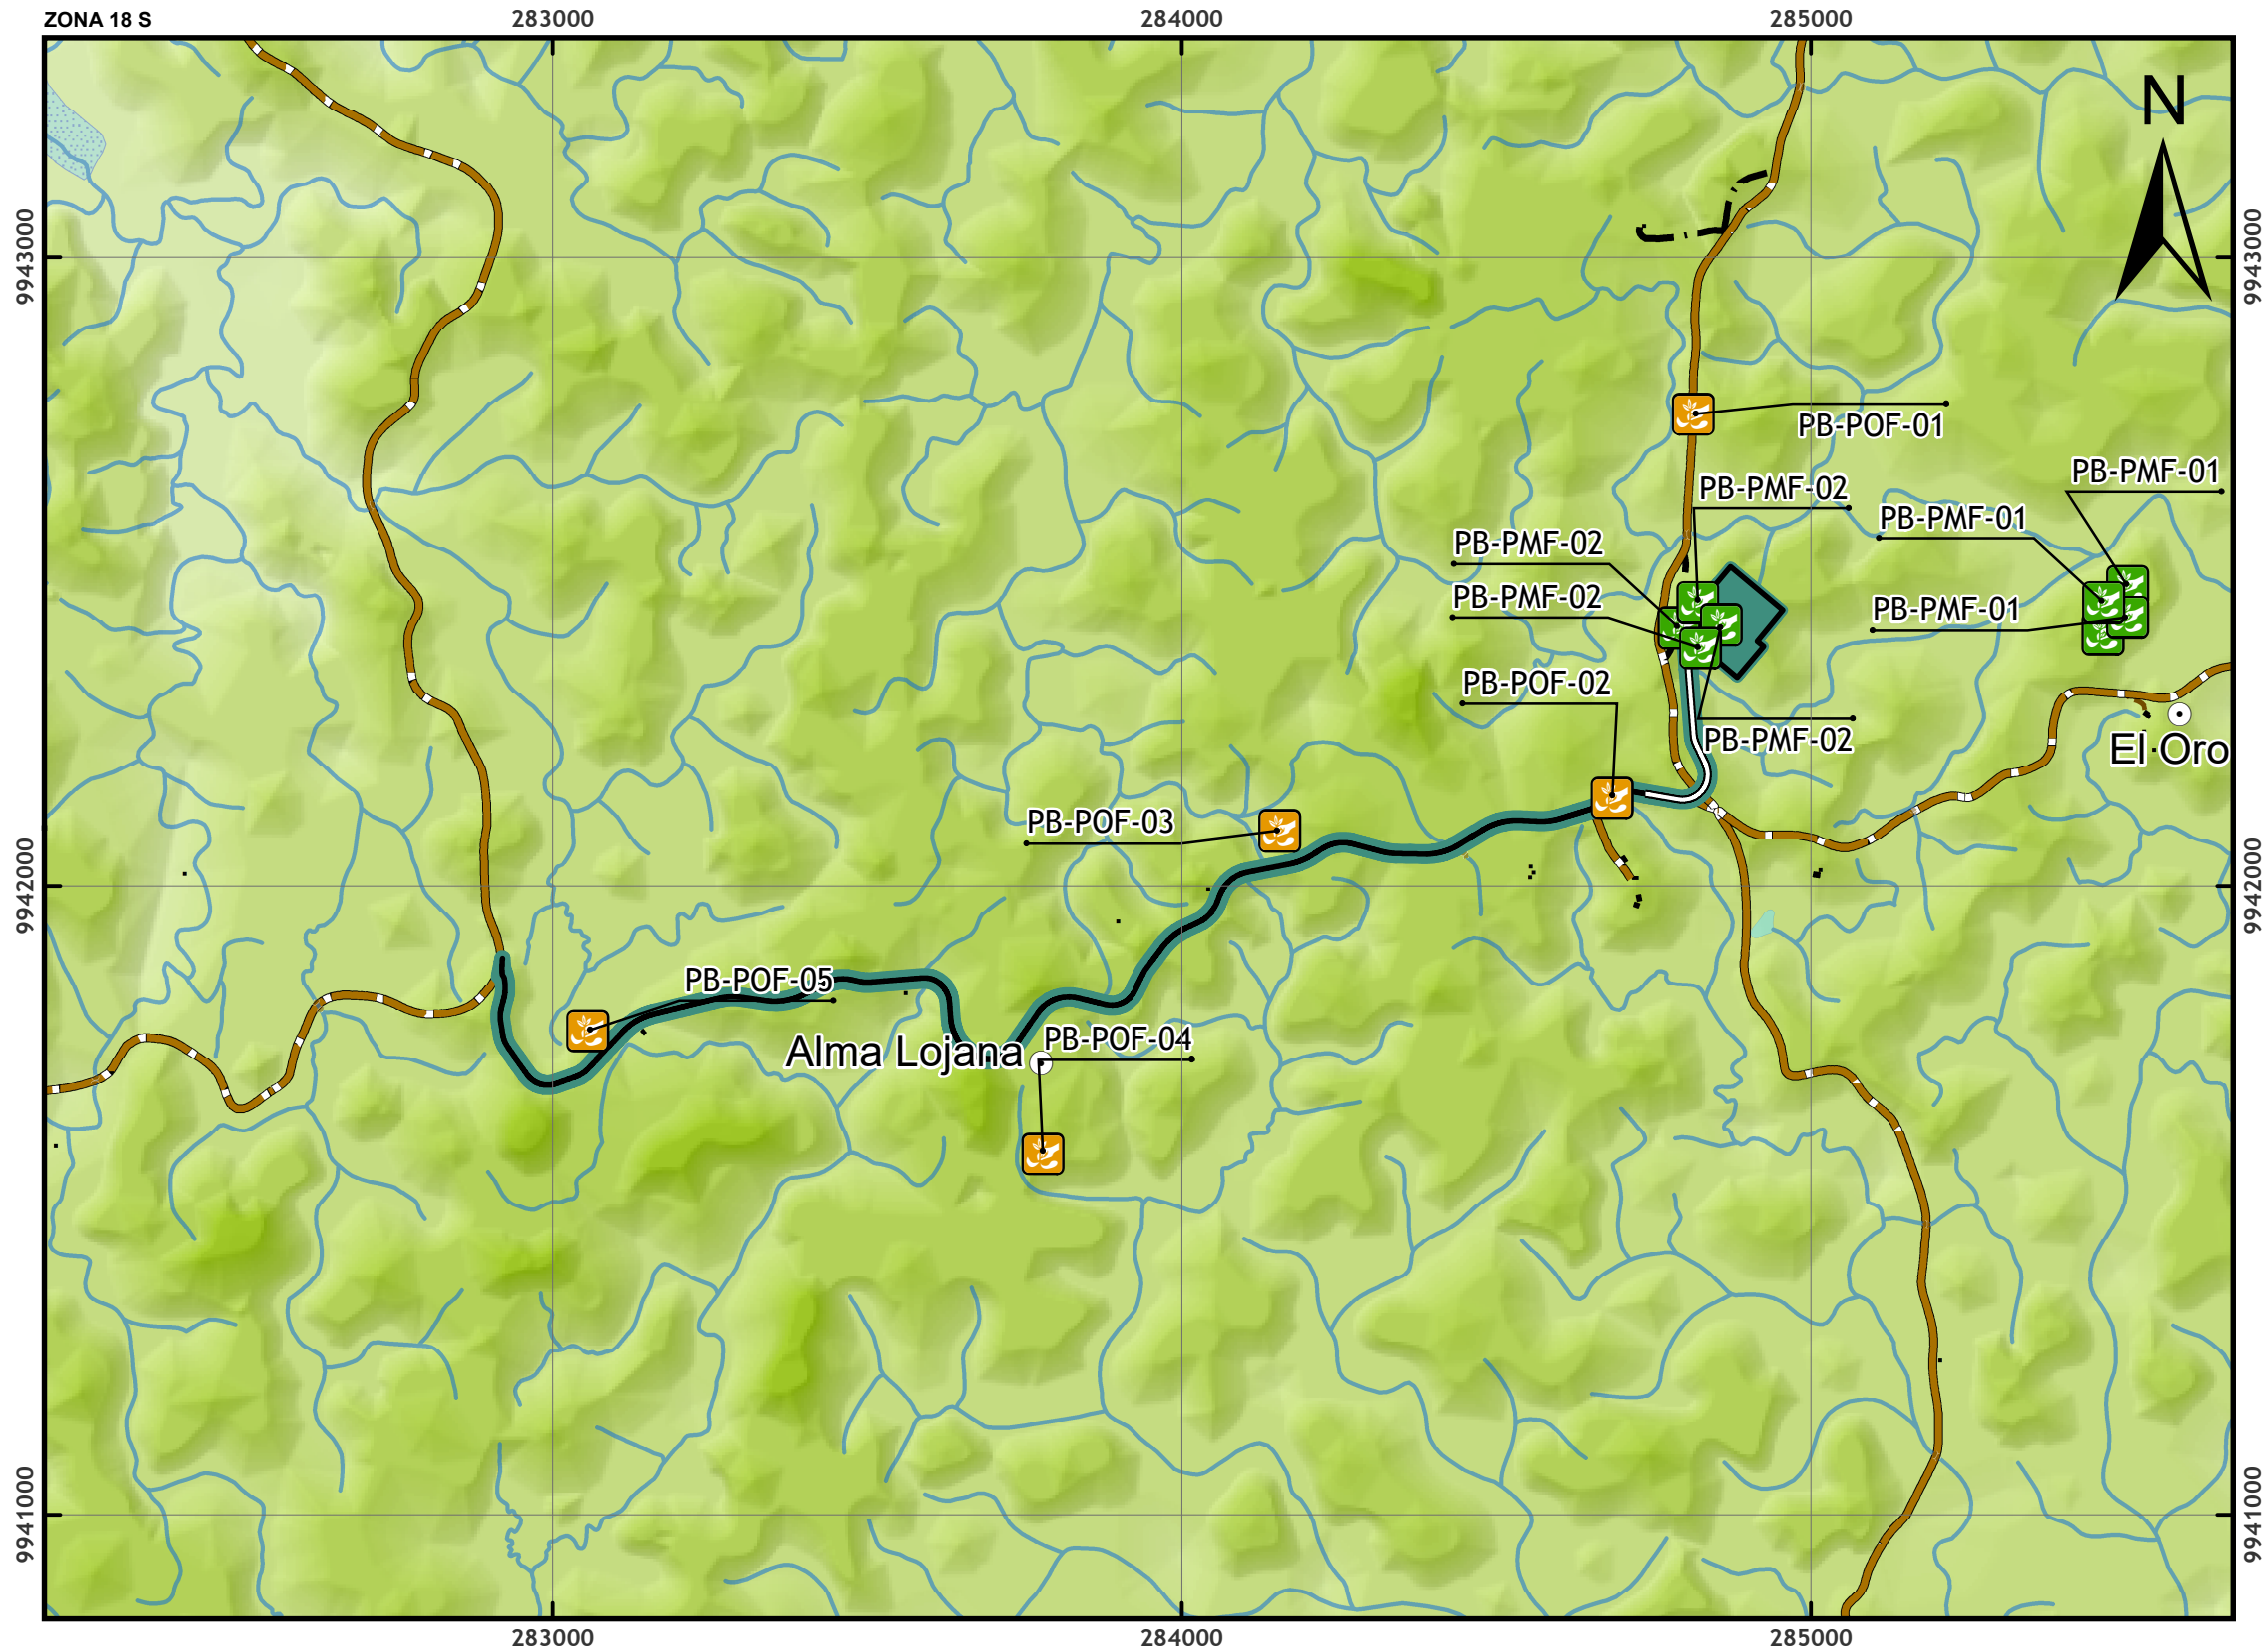 ZONA 18 S
283000
284000
285000
N
9943000
9943000
PB-POF-01
PB-PMF-01
PB-PMF-02
PB-PMF-01
PB-PMF-02
PB-PMF-02
PB-PMF-01
PB-POF-02
PB-PMF-02
El Oro
PB-POF-03
9942000
9942000
PB-POF-05
PB-POF-04
Alma Lojana
9941000
9941000
283000
284000
285000